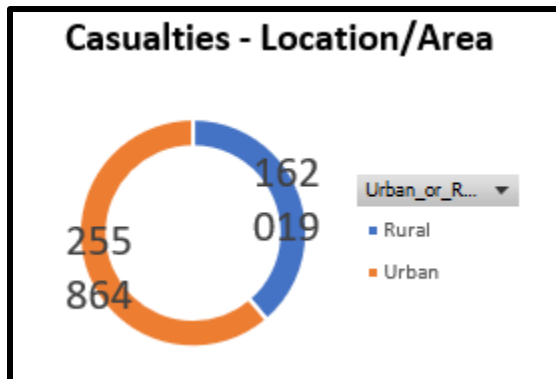 Casualties - Location/Area
162
019
255
864
Urban_or_R...
Rural
Urban